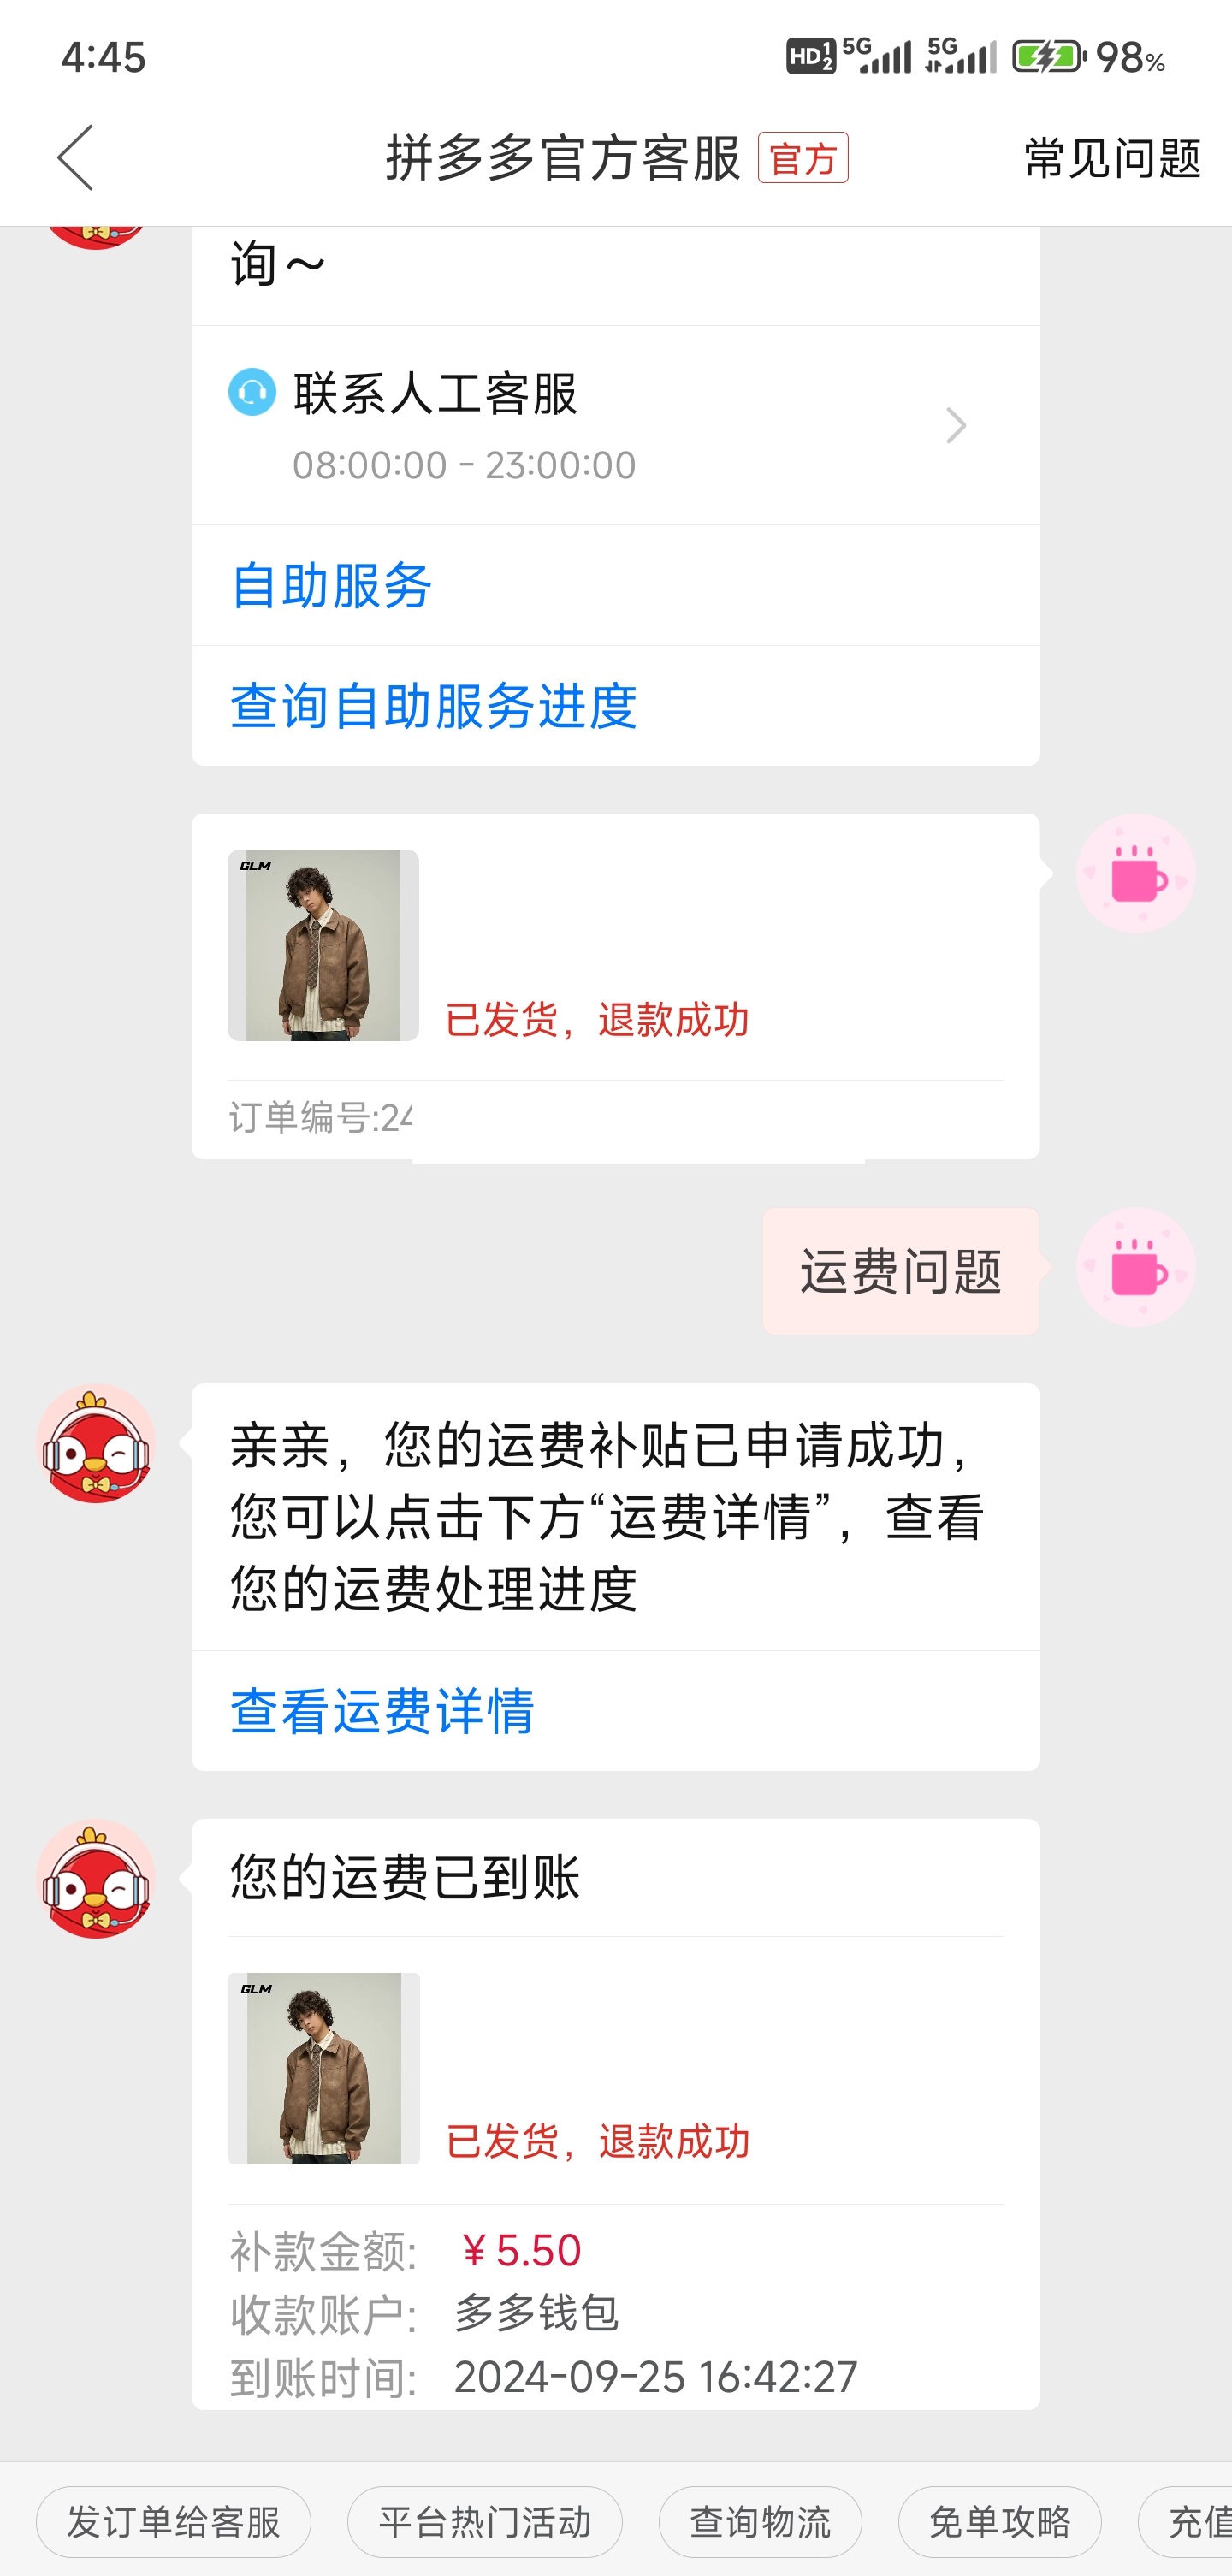 4:45
HD 1 2 5G 5G 98%
拼多多官方客服 官方 常见问题
询～
联系人工客服
08:00:00 - 23:00:00
自助服务
查询自助服务进度
GLM
已发货，退款成功
订单编号:24
运费问题
亲亲，您的运费补贴已申请成功，
您可以点击下方“运费详情”，查看
您的运费处理进度
查看运费详情
您的运费已到账
GLM
已发货，退款成功
补款金额: ¥5.50
收款账户: 多多钱包
到账时间: 2024-09-25 16:42:27
发订单给客服 平台热门活动 查询物流 免单攻略 充值